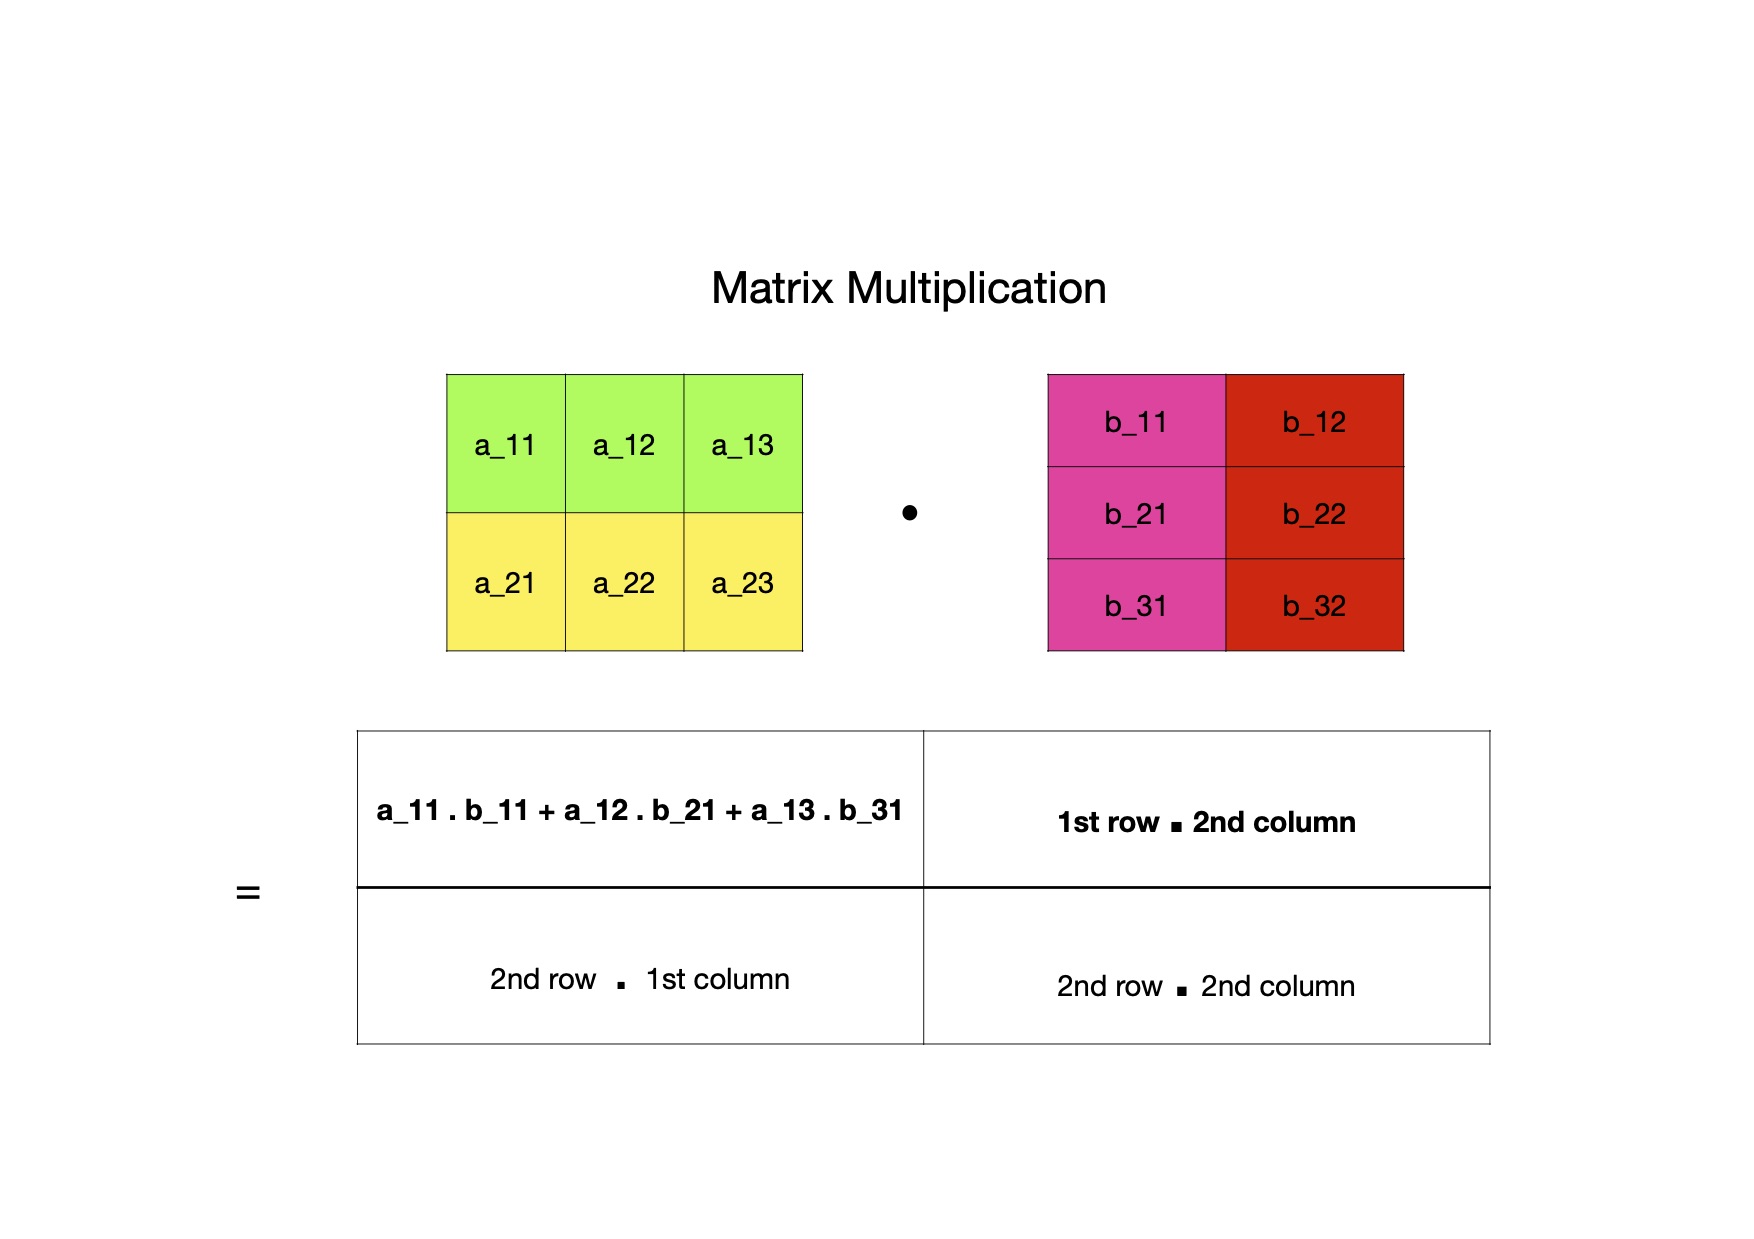 Matrix Multiplication
a_11 a_12 a_13
a_21 a_22 a_23
•
b_11 b_12
b_21 b_22
b_31 b_32
=
a_11 . b_11 + a_12 . b_21 + a_13 . b_31
1st row . 2nd column
2nd row . 1st column
2nd row . 2nd column